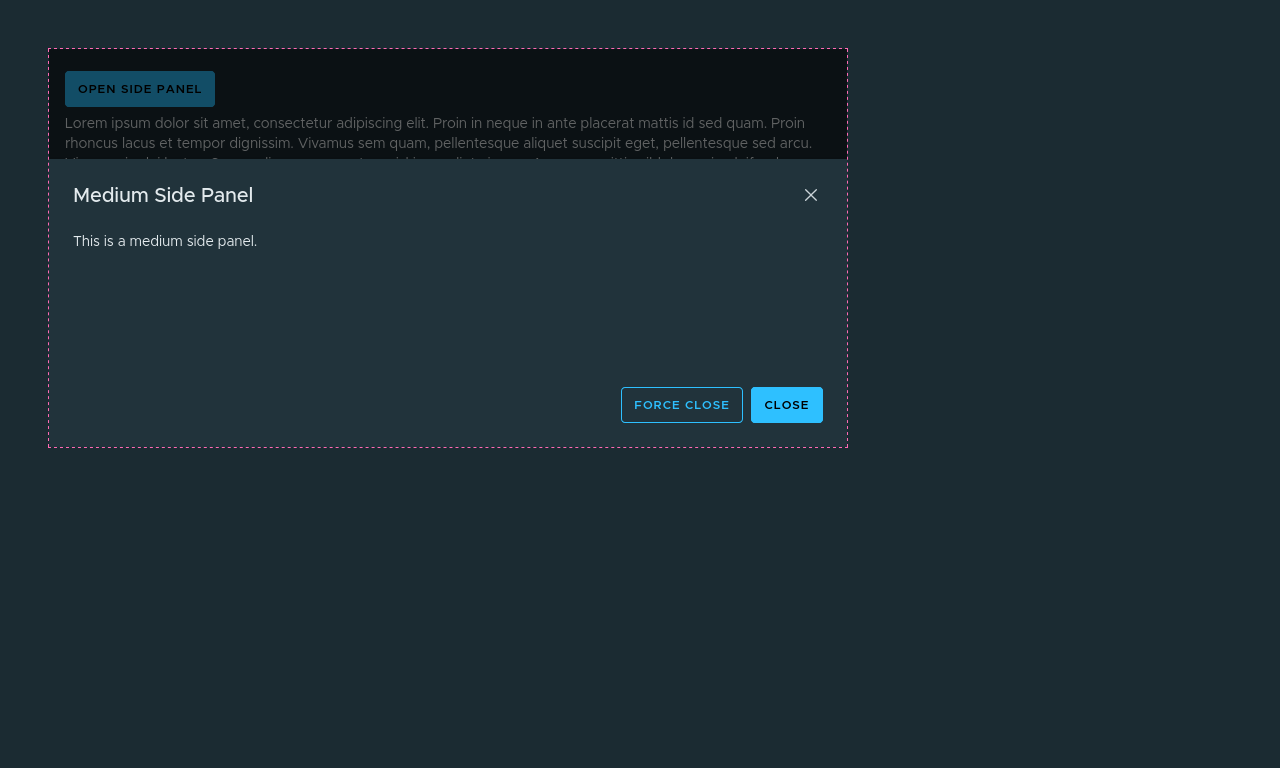 OPEN SIDE PANEL
Lorem ipsum dolor sit amet, consectetur adipiscing elit. Proin in neque in ante placerat mattis id sed quam. Proin
rhoncus lacus et tempor dignissim. Vivamus sem quam, pellentesque aliquet suscipit eget, pellentesque sed arcu.
Medium Side Panel
This is a medium side panel.
FORCE CLOSE
CLOSE